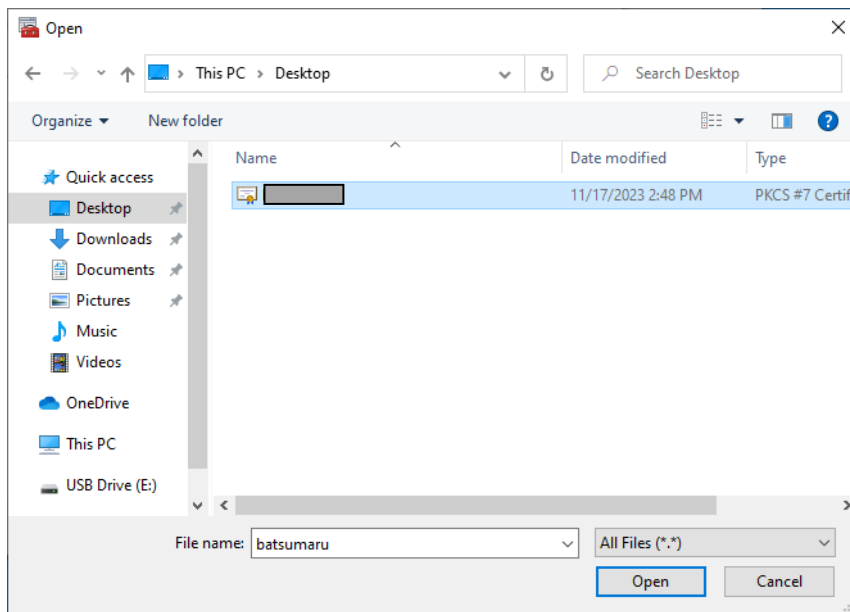 Open
This PC > Desktop
Search Desktop
Organize
New folder
Name
Date modified
Type
11/17/2023 2:48 PM
PKCS #7 Certif
Quick access
Desktop
Downloads
Documents
Pictures
Music
Videos
OneDrive
This PC
USB Drive (E:)
File name: batsumaru
All Files (*.*)
Open
Cancel